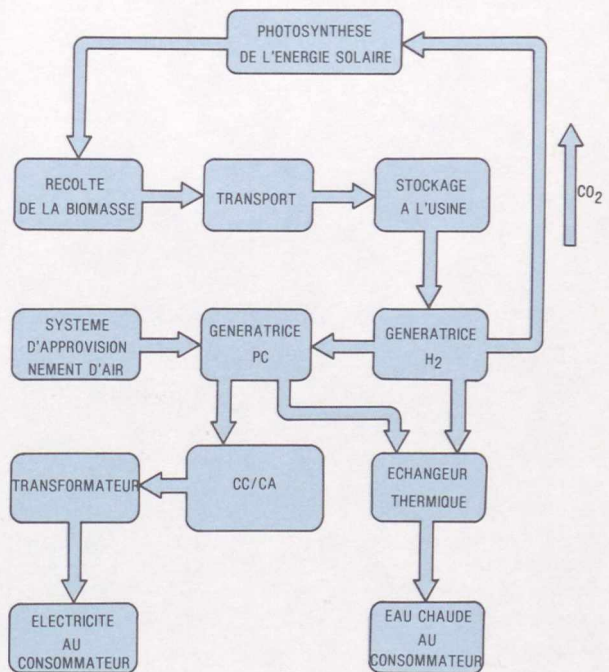 PHOTOSYNTHESE
DE L'ENERGIE SOLAIRE
RECOLTE
DE LA BIOMASSE
TRANSPORT
STOCKAGE
A L'USINE
CO₂
SYSTÈME
D'APPROVISION
NEMENT D'AIR
GENERATRICE
PC
GENERATRICE
H₂
TRANSFORMATEUR
CC/CA
ECHANGEUR
THERMIQUE
ELECTRICITE
AU
CONSOMMATEUR
EAU CHAUDE
AU
CONSOMMATEUR